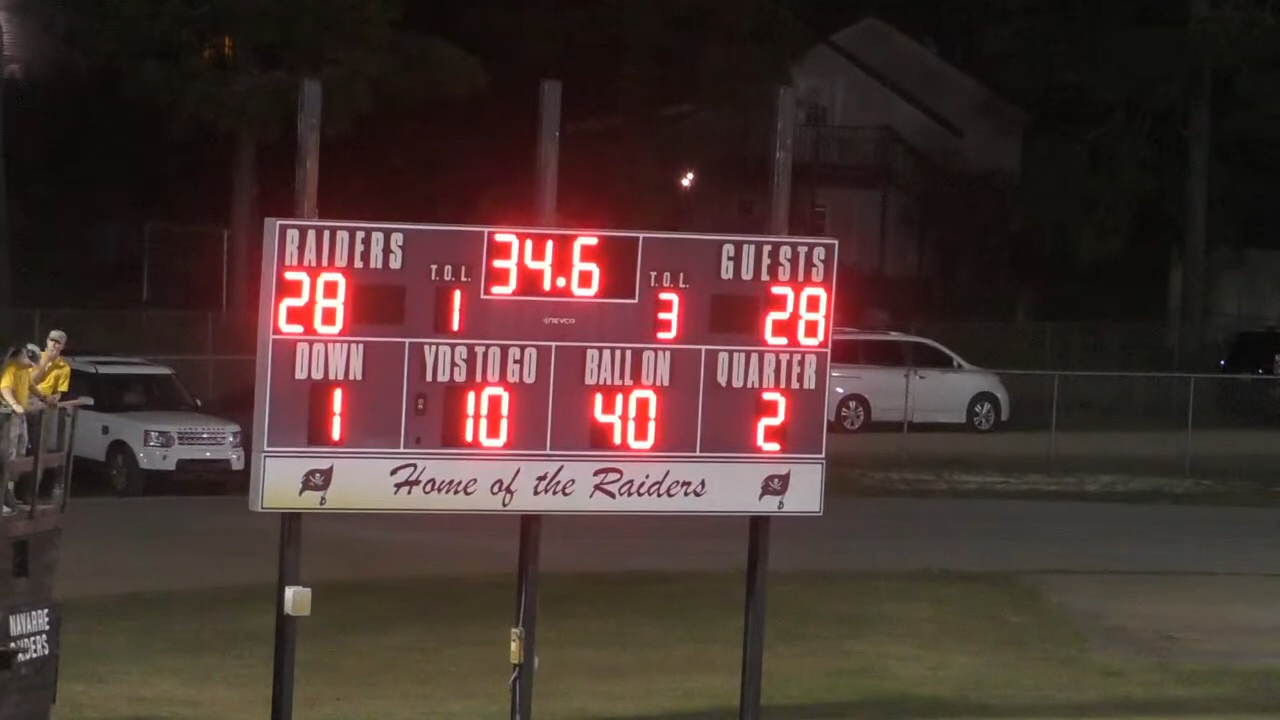 RAIDERS 34.6 GUESTS
T.O.L. T.O.L.
28 1 3 28
NEVCO
DOWN YDS TO GO BALL ON QUARTER
1 10 40 2
Home of the Raiders
NAVARRE
RAIDERS